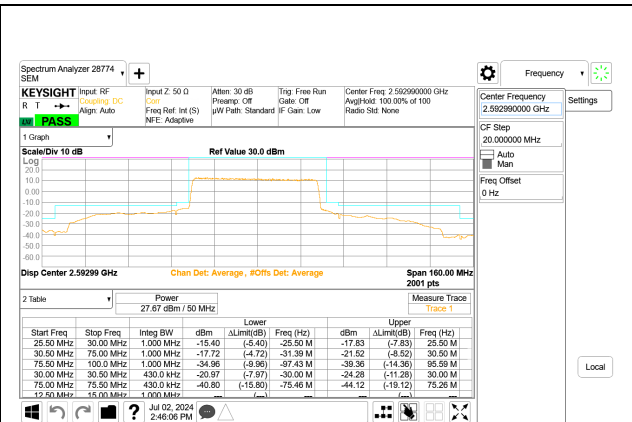 Spectrum Analyzer 28774
SEM
+
Frequency
KEYSIGHT Input: RF Input Z: 50 Ω Atten: 30 dB Trig: Free Run Center Freq: 2.592990000 GHz
R T Coupling: DC Corr Preamp: Off Gate: Off Avg|Hold: 100.00% of 100
Align: Auto Freq Ref: Int (S) µW Path: Standard IF Gain: Low Radio Std: None
PASS NFE: Adaptive
Center Frequency
2.592990000 GHz
Settings
CF Step
20.000000 MHz
Auto
Man
Freq Offset
0 Hz
1 Graph
Scale/Div 10 dB Ref Value 30.0 dBm
Log
20.0
10.0
0.00
-10.0
-20.0
-30.0
-40.0
-50.0
-60.0
Disp Center 2.59299 GHz Chan Det: Average , #Offs Det: Average Span 160.00 MHz
2001 pts
2 Table Power Measure Trace
27.67 dBm / 50 MHz Trace 1
Lower Upper
Start Freq Stop Freq Integ BW dBm ΔLimit(dB) Freq (Hz) dBm ΔLimit(dB) Freq (Hz)
25.50 MHz 30.00 MHz 1.000 MHz -15.40 (-5.40) -25.50 M -17.83 (-7.83) 25.50 M
30.50 MHz 75.00 MHz 1.000 MHz -17.72 (-4.72) -31.39 M -21.52 (-8.52) 30.50 M
75.50 MHz 100.0 MHz 1.000 MHz -34.96 (-9.96) -97.43 M -39.36 (-14.36) 95.59 M
30.00 MHz 30.50 MHz 430.0 kHz -20.97 (-7.97) -30.00 M -24.28 (-11.28) 30.00 M
75.00 MHz 75.50 MHz 430.0 kHz -40.80 (-15.80) -75.46 M -44.12 (-19.12) 75.26 M
12.50 MHz 15.00 MHz 1.000 MHz --- (---) --- --- (---) ---
Local
? Jul 02, 2024
2:46:06 PM